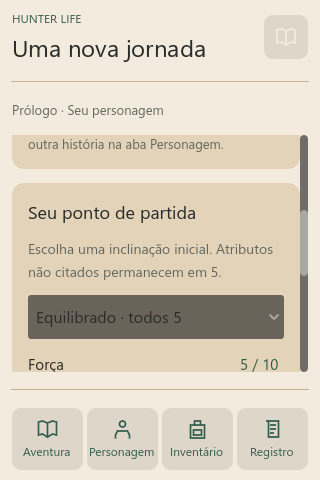 HUNTER LIFE
Uma nova jornada
Prólogo · Seu personagem
outra história na aba Personagem.
Seu ponto de partida
Escolha uma inclinação inicial. Atributos
não citados permanecem em 5.
Equilibrado · todos 5
Força 5 / 10
Aventura Personagem Inventário Registro